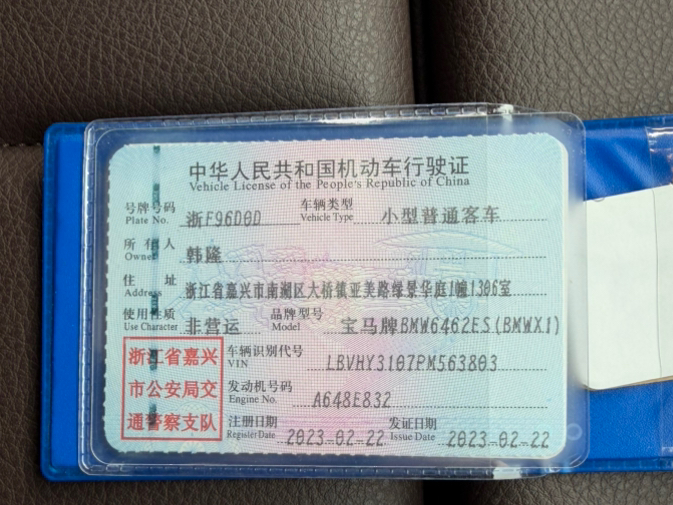 中华人民共和国机动车行驶证
Vehicle License of the People's Republic of China
号牌号码 浙F96D0D 车辆类型 小型普通客车
Plate No. Vehicle Type
所有人 韩隆
Owner
住址 浙江省嘉兴市南湖区大桥镇亚美路绿景华庭1幢1306室
Address
使用性质 非营运 品牌型号 宝马牌BMW6462ES(BMWX1)
Use Character Model
浙江省嘉兴
市公安局交
通警察支队
车辆识别代号 LBVHY3107PM563803
VIN
发动机号码 A648E832
Engine No.
注册日期 2023-02-22 发证日期 2023-02-22
Register Date Issue Date